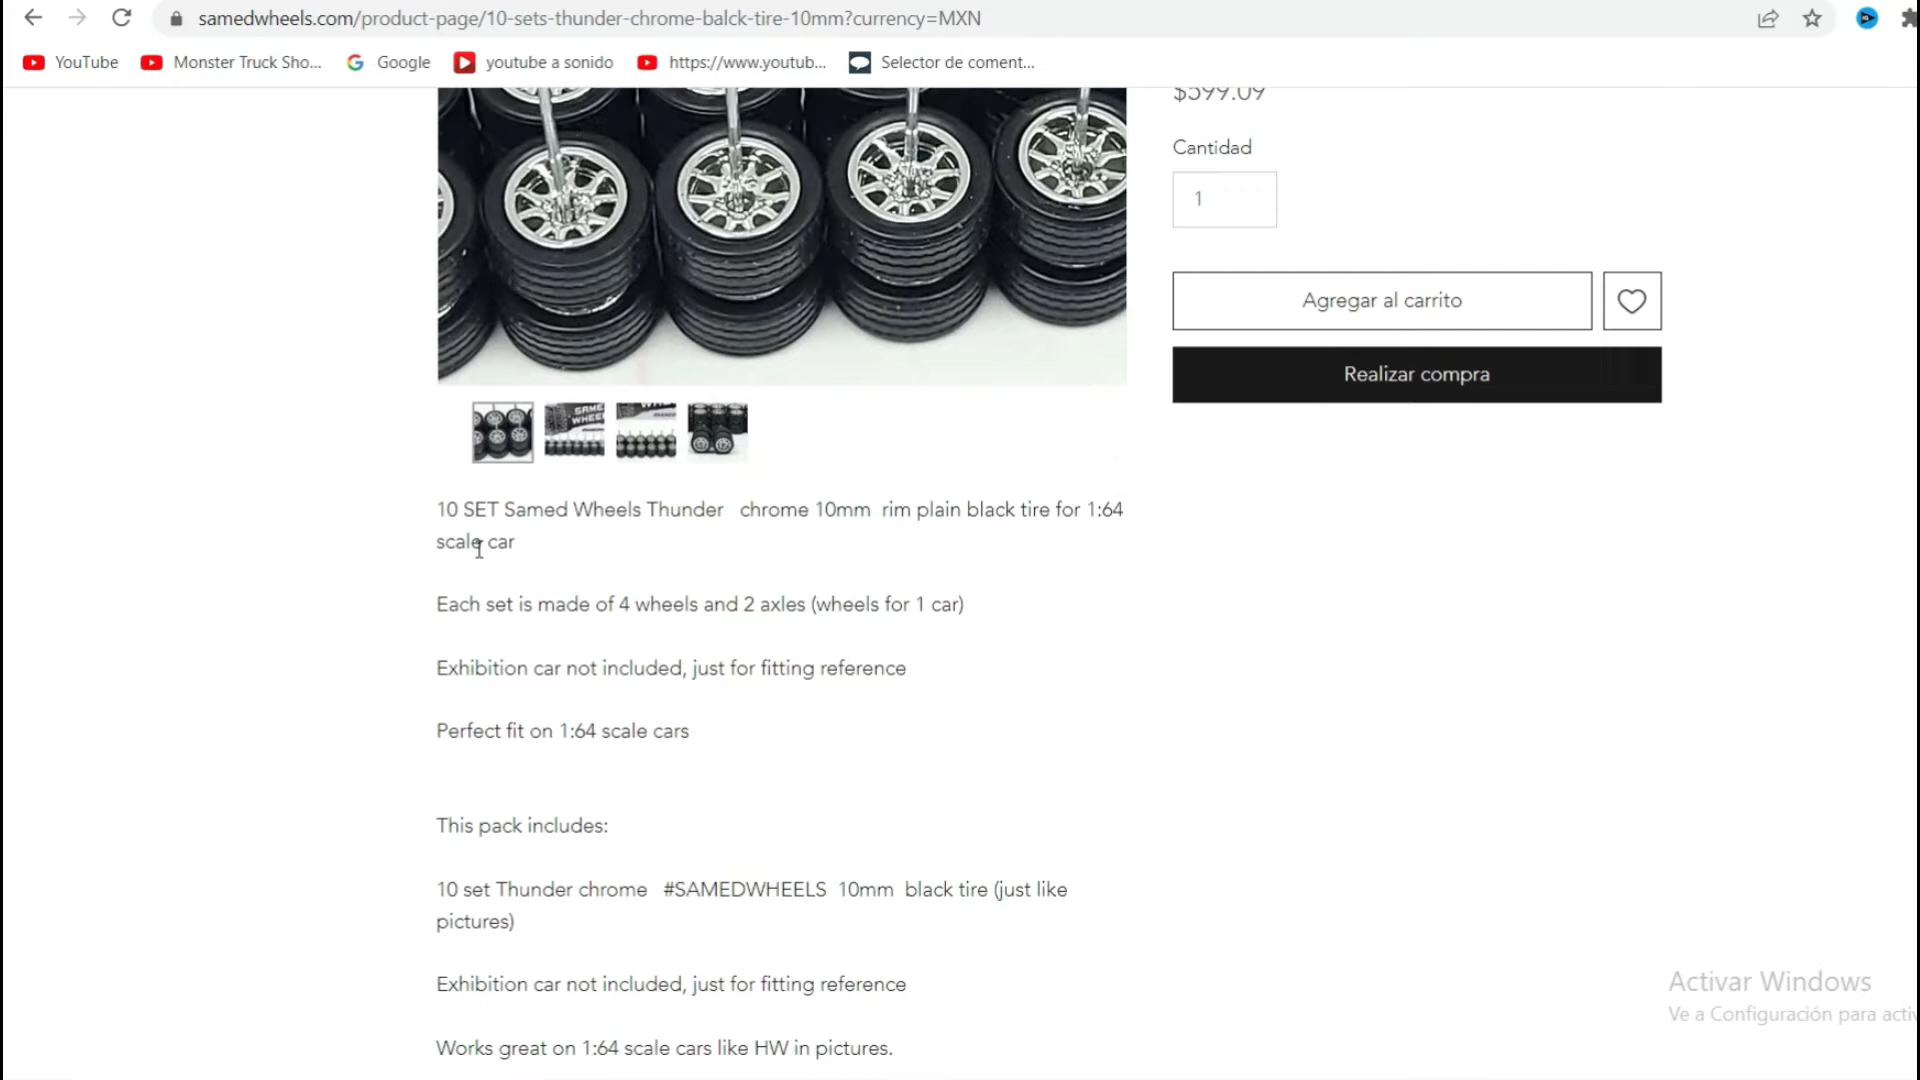 samedwheels.com/product-page/10-sets-thunder-chrome-balck-tire-10mm?currency=MXN
YouTube Monster Truck Sho... Google youtube a sonido https://www.youtub... Selector de coment...
$599.09
Cantidad
1
Agregar al carrito
Realizar compra
10 SET Samed Wheels Thunder chrome 10mm rim plain black tire for 1:64
scale car
Each set is made of 4 wheels and 2 axles (wheels for 1 car)
Exhibition car not included, just for fitting reference
Perfect fit on 1:64 scale cars
This pack includes:
10 set Thunder chrome #SAMEDWHEELS 10mm black tire (just like
pictures)
Exhibition car not included, just for fitting reference
Works great on 1:64 scale cars like HW in pictures.
Activar Windows
Ve a Configuración para activ